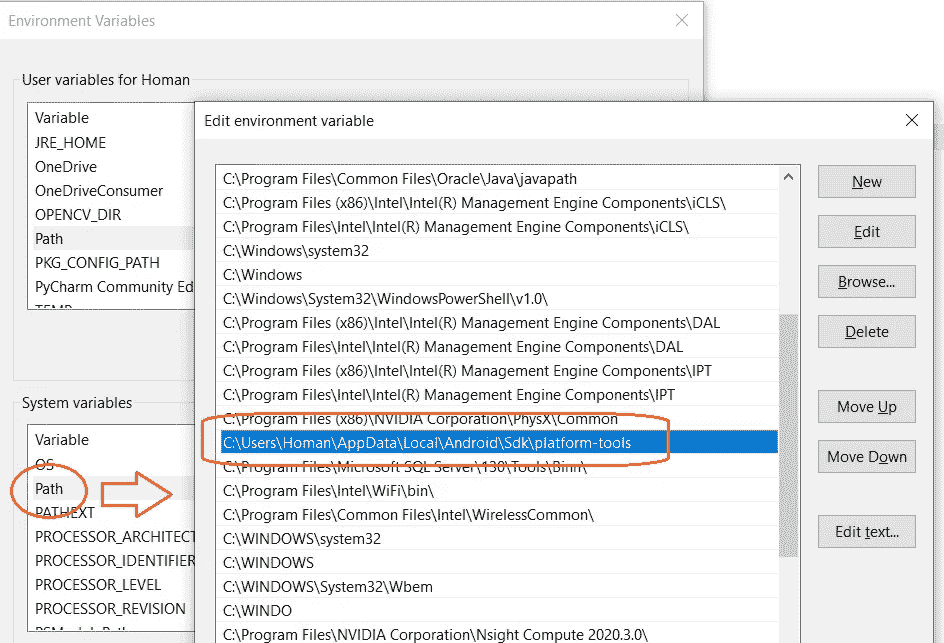 Environment Variables
User variables for Homan
Variable
JRE_HOME
OneDrive
OneDriveConsumer
OPENCV_DIR
Path
PKG_CONFIG_PATH
PyCharm Community Ed
TEMP
System variables
Variable
OS
Path
PATHEXT
PROCESSOR_ARCHITECT
PROCESSOR_IDENTIFIER
PROCESSOR_LEVEL
PROCESSOR_REVISION
PSModulePath
Edit environment variable
C:\Program Files\Common Files\Oracle\Java\javapath
C:\Program Files (x86)\Intel\Intel(R) Management Engine Components\iCLS\
C:\Program Files\Intel\Intel(R) Management Engine Components\iCLS\
C:\Windows\system32
C:\Windows
C:\Windows\System32\WindowsPowerShell\v1.0\
C:\Program Files (x86)\Intel\Intel(R) Management Engine Components\DAL
C:\Program Files\Intel\Intel(R) Management Engine Components\DAL
C:\Program Files (x86)\Intel\Intel(R) Management Engine Components\IPT
C:\Program Files\Intel\Intel(R) Management Engine Components\IPT
C:\Program Files (x86)\NVIDIA Corporation\PhysX\Common
C:\Users\Homan\AppData\Local\Android\Sdk\platform-tools
C:\Program Files\Microsoft SQL Server\130\Tools\Binn\
C:\Program Files\Intel\WiFi\bin\
C:\Program Files\Common Files\Intel\WirelessCommon\
C:\WINDOWS\system32
C:\WINDOWS
C:\WINDOWS\System32\Wbem
C:\WINDO
C:\Program Files\NVIDIA Corporation\Nsight Compute 2020.3.0\
New
Edit
Browse...
Delete
Move Up
Move Down
Edit text...